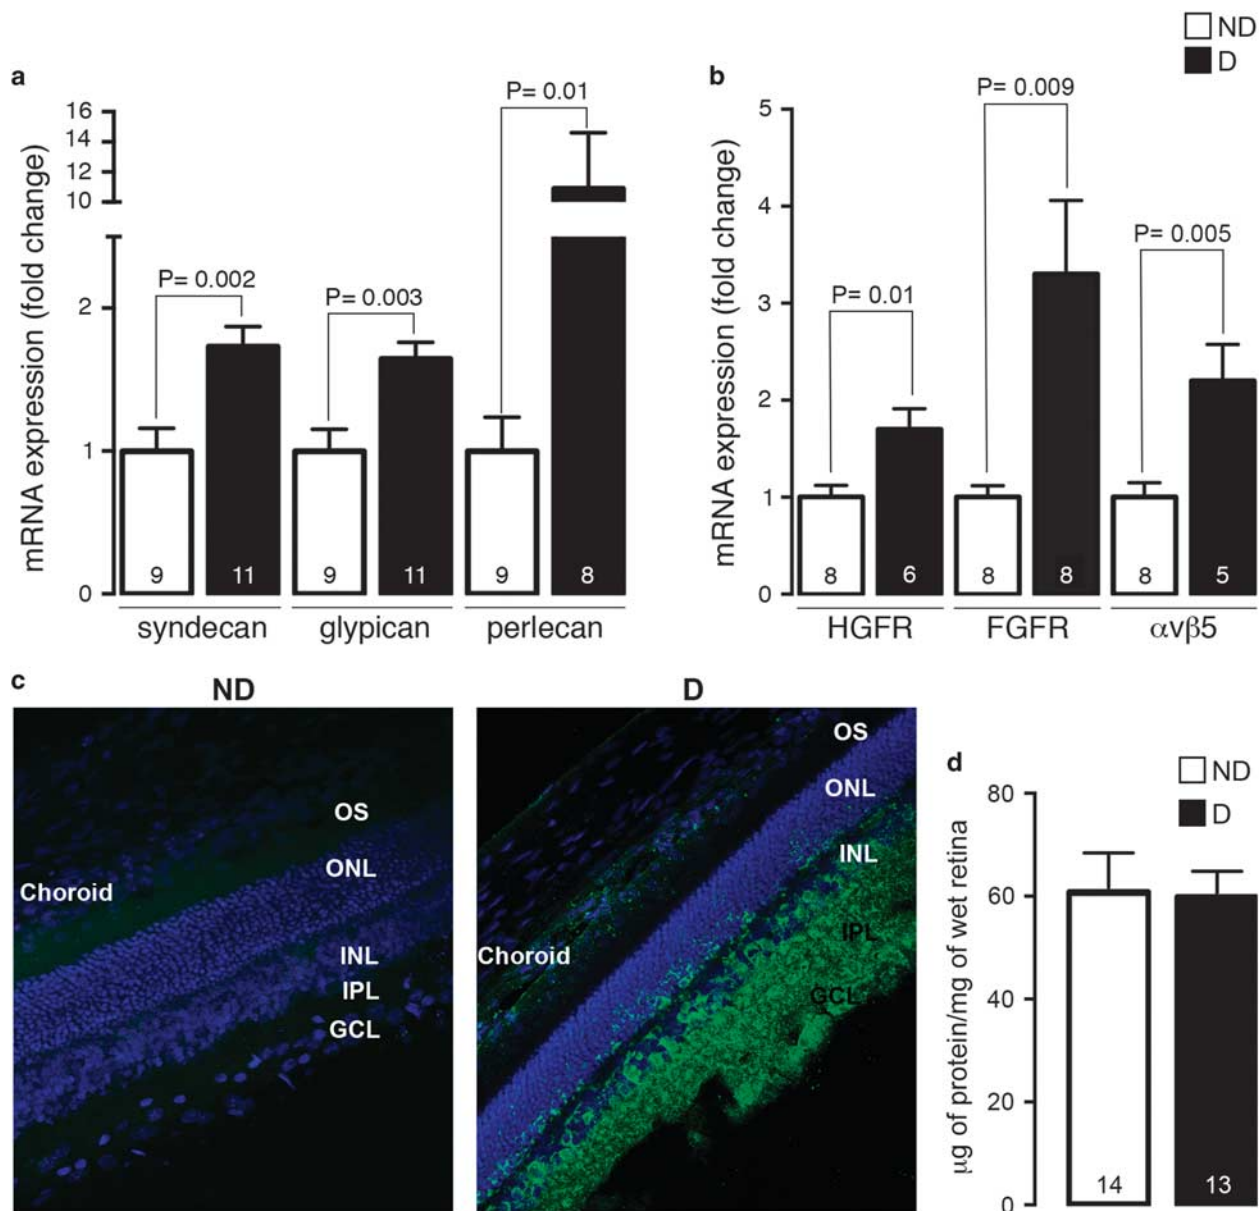 ND
D
a
P= 0.01
P= 0.002
P= 0.003
mRNA expression (fold change)
16
14
12
10
2
1
0
9
11
9
11
9
8
syndecan
glypican
perlecan
b
P= 0.009
P= 0.005
P= 0.01
mRNA expression (fold change)
5
4
3
2
1
0
8
6
8
8
8
5
HGFR
FGFR
αvβ5
c
ND
OS
ONL
Choroid
INL
IPL
GCL
D
OS
ONL
INL
IPL
Choroid
GCL
d
ND
D
µg of protein/mg of wet retina
80
60
40
20
0
14
13